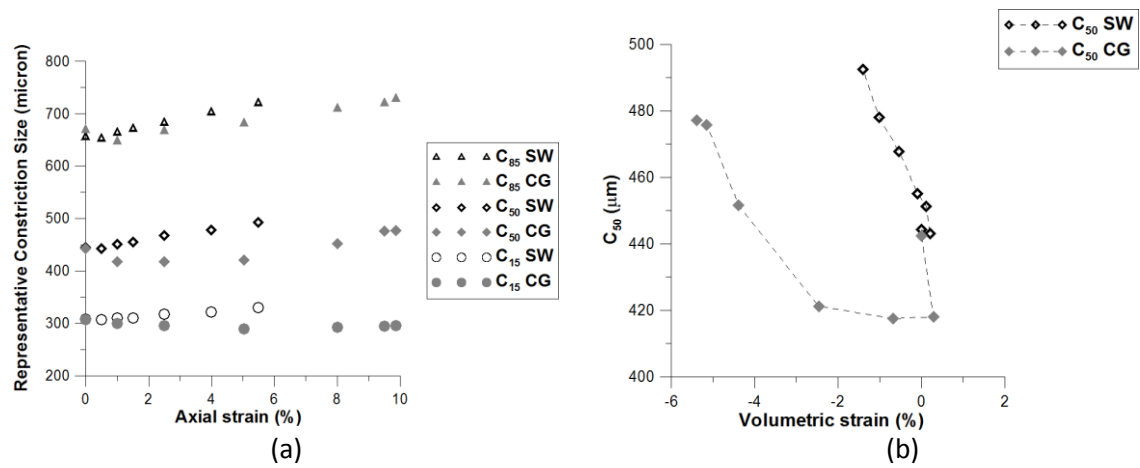 800
700
600
500
400
300
200
0
2
4
6
8
10
Representative Constriction Size (micron)
Axial strain (%)
C₈₅ SW
C₈₅ CG
C₅₀ SW
C₅₀ CG
C₁₅ SW
C₁₅ CG
(a)
C₅₀ SW
C₅₀ CG
500
480
460
440
420
400
-6
-4
-2
0
2
C₅₀ (μm)
Volumetric strain (%)
(b)